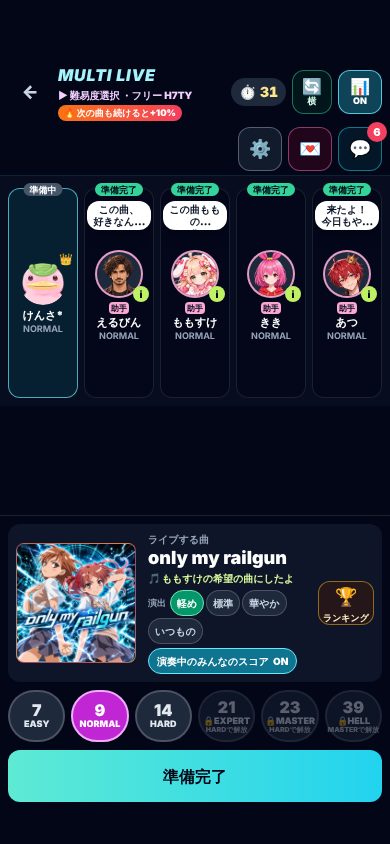 MULTI LIVE
▶ 難易度選択 ・フリー H7TY
🔥 次の曲も続けると+10%
⏱️ 31
横
ON
6
準備中
けんさ*
NORMAL
準備完了
この曲、
好きなん…
i
助手
えるびん
NORMAL
準備完了
この曲もも
の…
i
助手
ももすけ
NORMAL
準備完了
i
助手
きき
NORMAL
準備完了
来たよ！
今日もや…
i
助手
あつ
NORMAL
only my railgun
ライブする曲
only my railgun
🎵 ももすけの希望の曲にしたよ
演出
軽め
標準
華やか
いつもの
演奏中のみんなのスコア ON
🏆
ランキング
7
EASY
9
NORMAL
14
HARD
21
🔒EXPERT
HARDで解放
23
🔒MASTER
HARDで解放
39
🔒HELL
MASTERで解放
準備完了